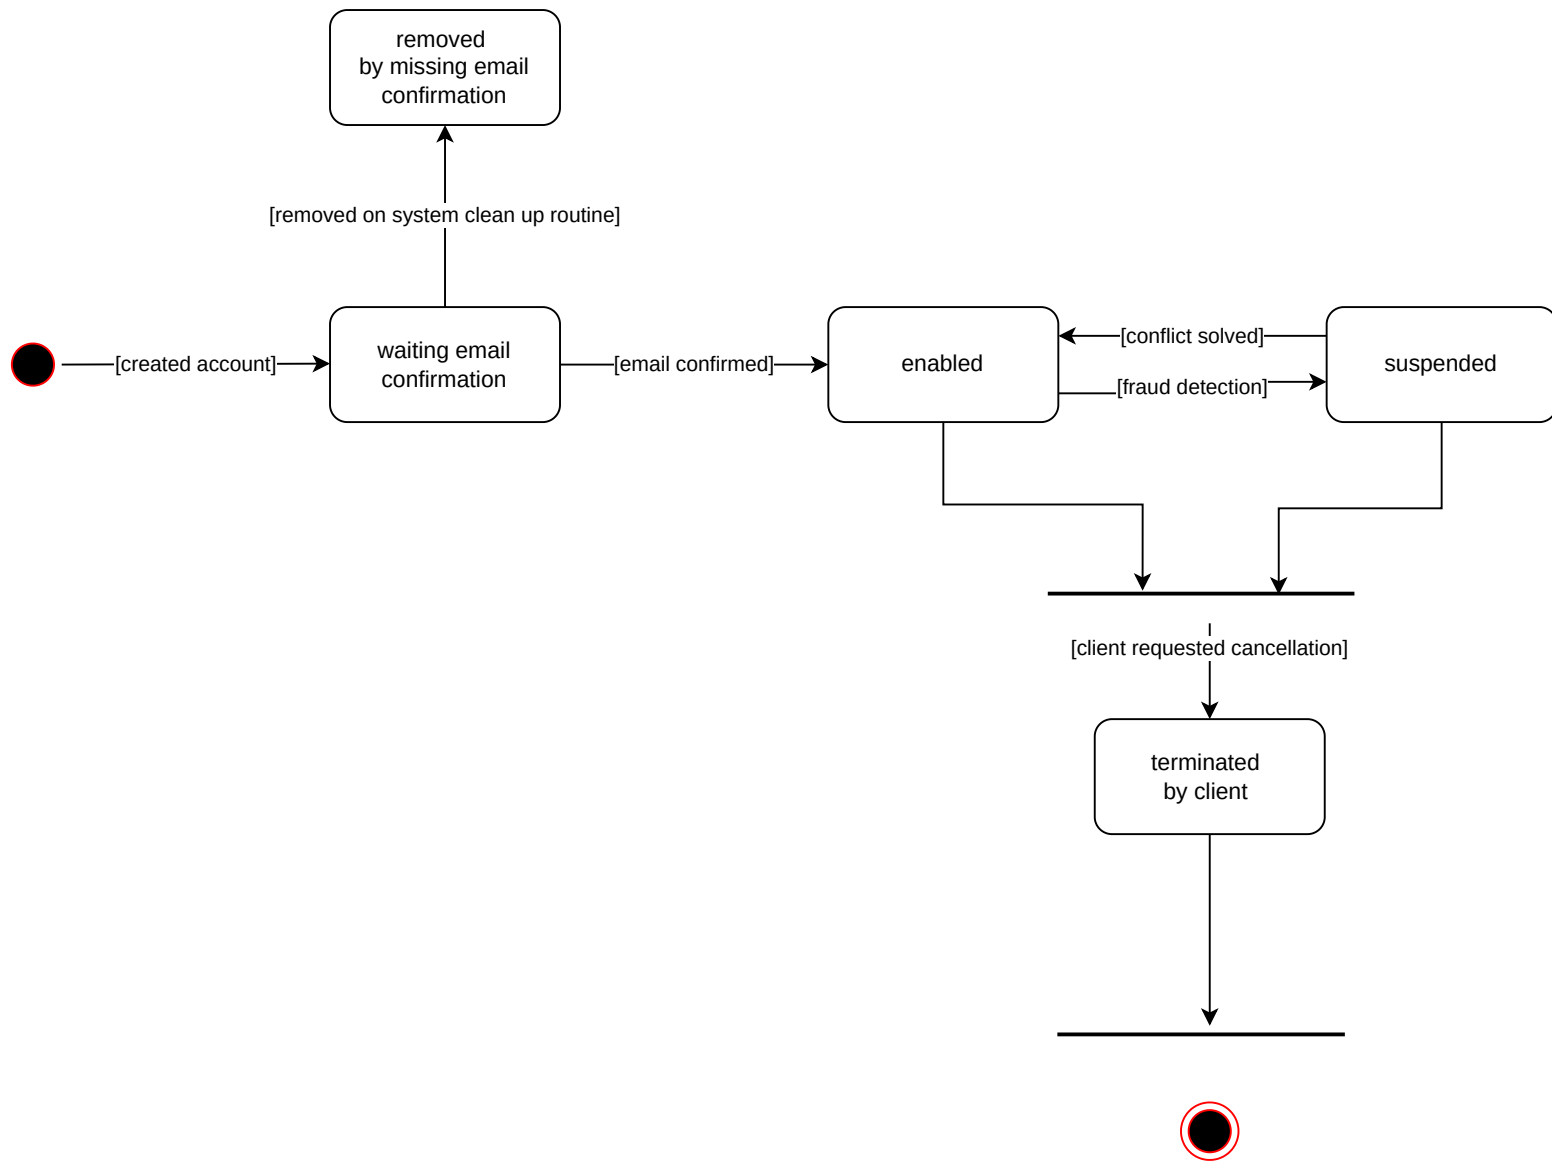 removed
by missing email
confirmation
[removed on system clean up routine]
[created account]
waiting email
confirmation
[email confirmed]
enabled
[conflict solved]
[fraud detection]
suspended
[client requested cancellation]
terminated
by client